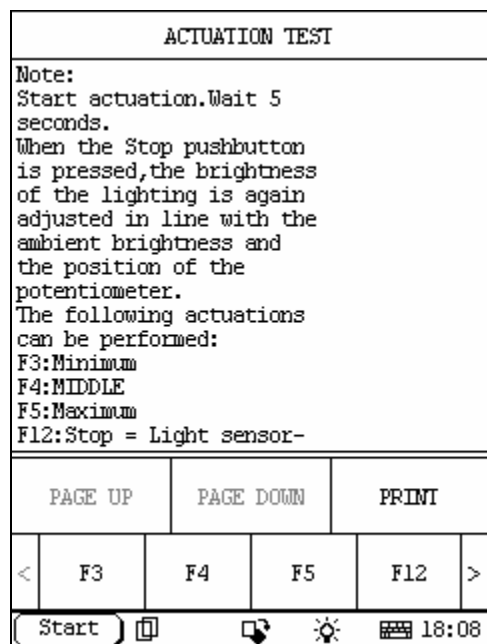 ACTUATION TEST
Note:
Start actuation.Wait 5
seconds.
When the Stop pushbutton
is pressed,the brightness
of the lighting is again
adjusted in line with the
ambient brightness and
the position of the
potentiometer.
The following actuations
can be performed:
F3:Minimum
F4:MIDDLE
F5:Maximum
F12:Stop = Light sensor-
PAGE UP PAGE DOWN PRINT
< F3 F4 F5 F12 >
Start 18:08